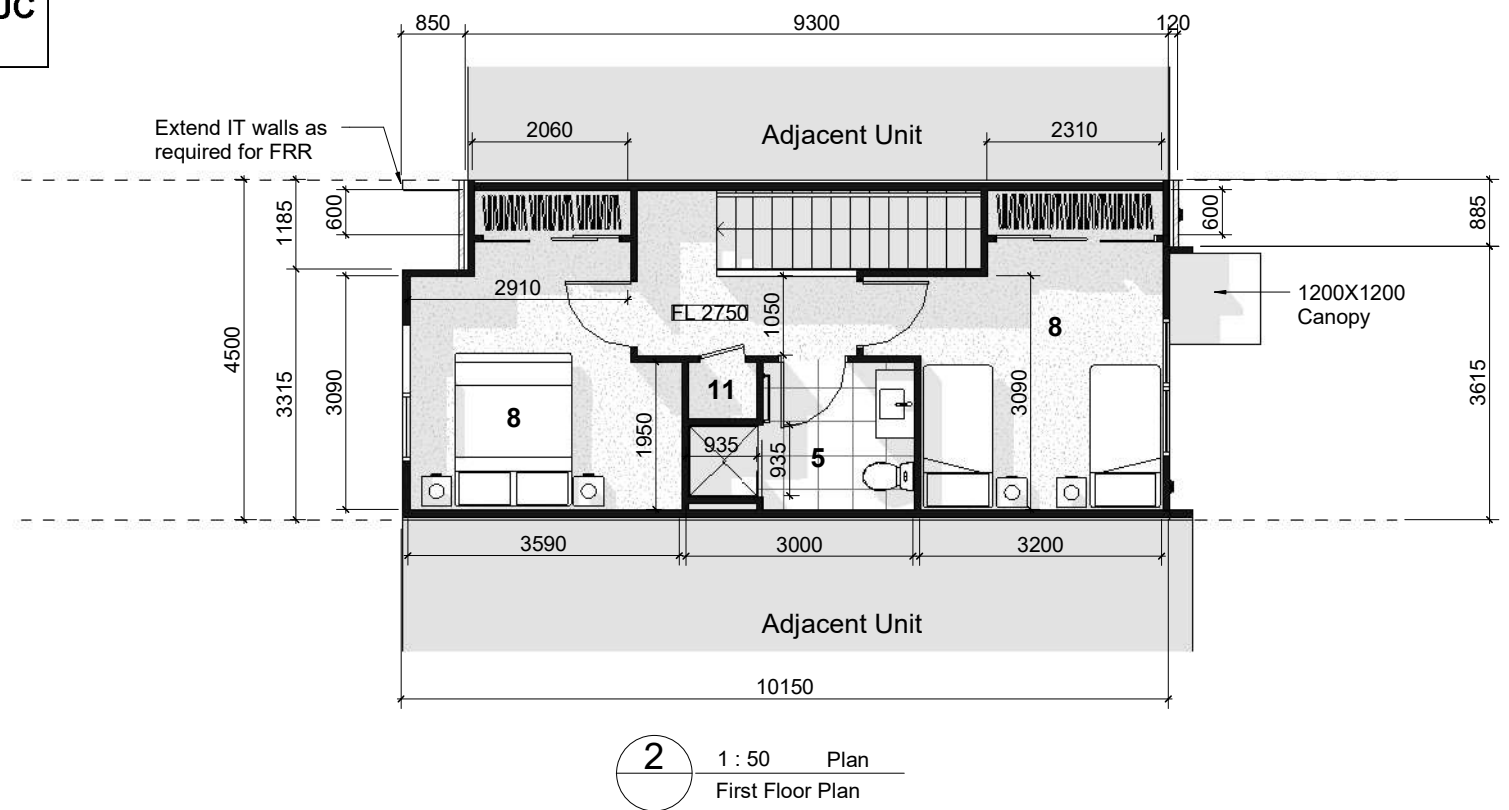 JC
850
9300
120
Extend IT walls as
required for FRR
2060
Adjacent Unit
2310
4500
1185
3315
600
3090
600
885
3615
2910
FL 2750
1050
8
1200X1200
Canopy
8
1950
11
935
935
5
3090
3590
3000
3200
Adjacent Unit
10150
2
1 : 50 Plan
First Floor Plan